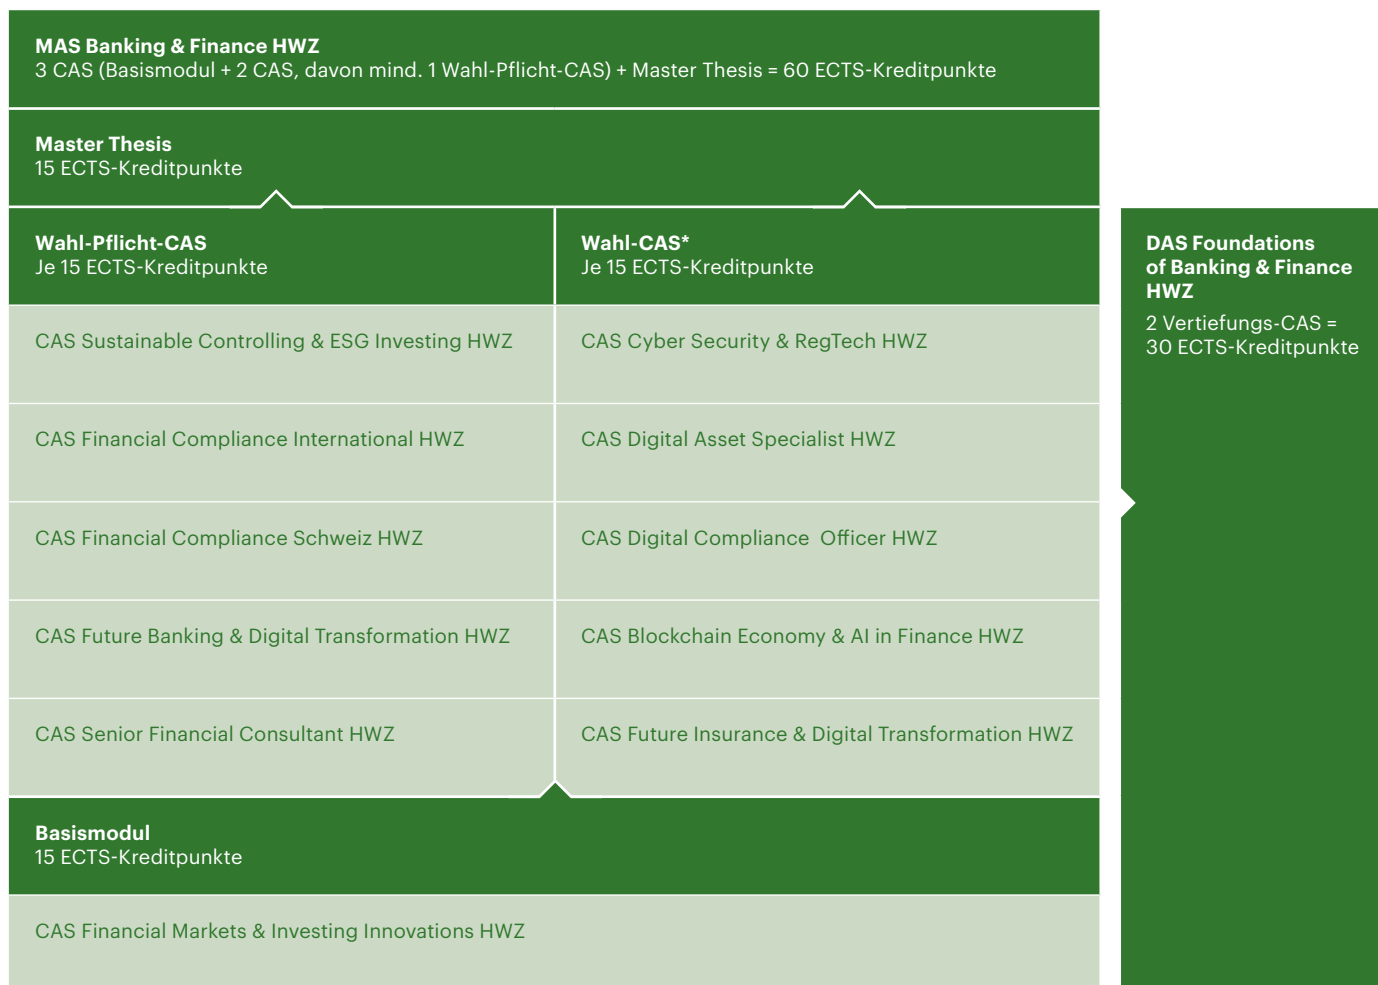 MAS Banking & Finance HWZ
3 CAS (Basismodul + 2 CAS, davon mind. 1 Wahl-Pflicht-CAS) + Master Thesis = 60 ECTS-Kreditpunkte
Master Thesis
15 ECTS-Kreditpunkte
Wahl-Pflicht-CAS
Je 15 ECTS-Kreditpunkte
CAS Sustainable Controlling & ESG Investing HWZ
CAS Financial Compliance International HWZ
CAS Financial Compliance Schweiz HWZ
CAS Future Banking & Digital Transformation HWZ
CAS Senior Financial Consultant HWZ
Wahl-CAS*
Je 15 ECTS-Kreditpunkte
CAS Cyber Security & RegTech HWZ
CAS Digital Asset Specialist HWZ
CAS Digital Compliance  Officer HWZ
CAS Blockchain Economy & AI in Finance HWZ
CAS Future Insurance & Digital Transformation HWZ
Basismodul
15 ECTS-Kreditpunkte
CAS Financial Markets & Investing Innovations HWZ
DAS Foundations
of Banking & Finance
HWZ
2 Vertiefungs-CAS =
30 ECTS-Kreditpunkte